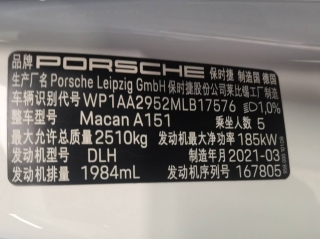 品牌 PORSCHE 保时捷 制造国 德国
生产厂名 Porsche Leipzig GmbH 保时捷股份公司莱比锡工厂制造
车辆识别代号 WP1AA2952MLB17576 1,0%
整车型号 Macan A151 乘坐人数 5
最大允许总质量 2510kg 发动机最大净功率 185kW
发动机型号 DLH 制造年月 2021-03
发动机排量 1984mL 发动机序列号 167805